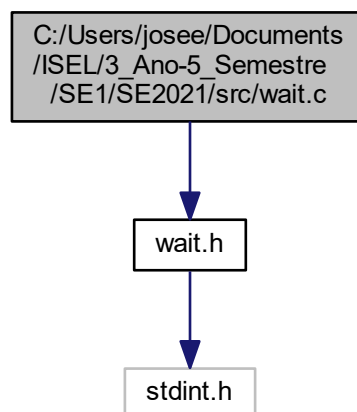 C:/Users/josee/Documents
/ISEL/3_Ano-5_Semestre
/SE1/SE2021/src/wait.c
wait.h
stdint.h